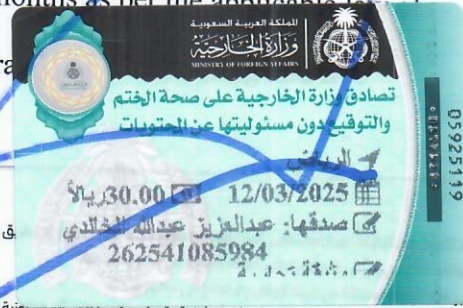 المملكة العربية السعودية
وزارة الخارجية
MINISTRY OF FOREIGN AFFAIRS
تصادق وزارة الخارجية على صحة الختم
والتوقيع دون مسئوليتها عن المحتويات
الرياض
12/03/2025 30.00 ريالاً
صدقها: عبدالعزيز عبدالله الخالدي
262541085984
05925119